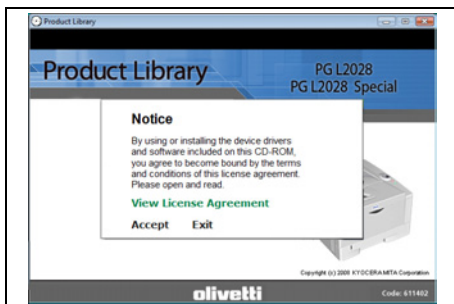 Product Library
Product Library
PG L2028
PG L2028 Special
Notice
By using or installing the device drivers
and software included on this CD-ROM,
you agree to become bound by the terms
and conditions of this license agreement.
Please open and read.
View License Agreement
Accept Exit
Copyright (c) 2008 KYOCERA MITA Corporation
olivetti
Code: 611402